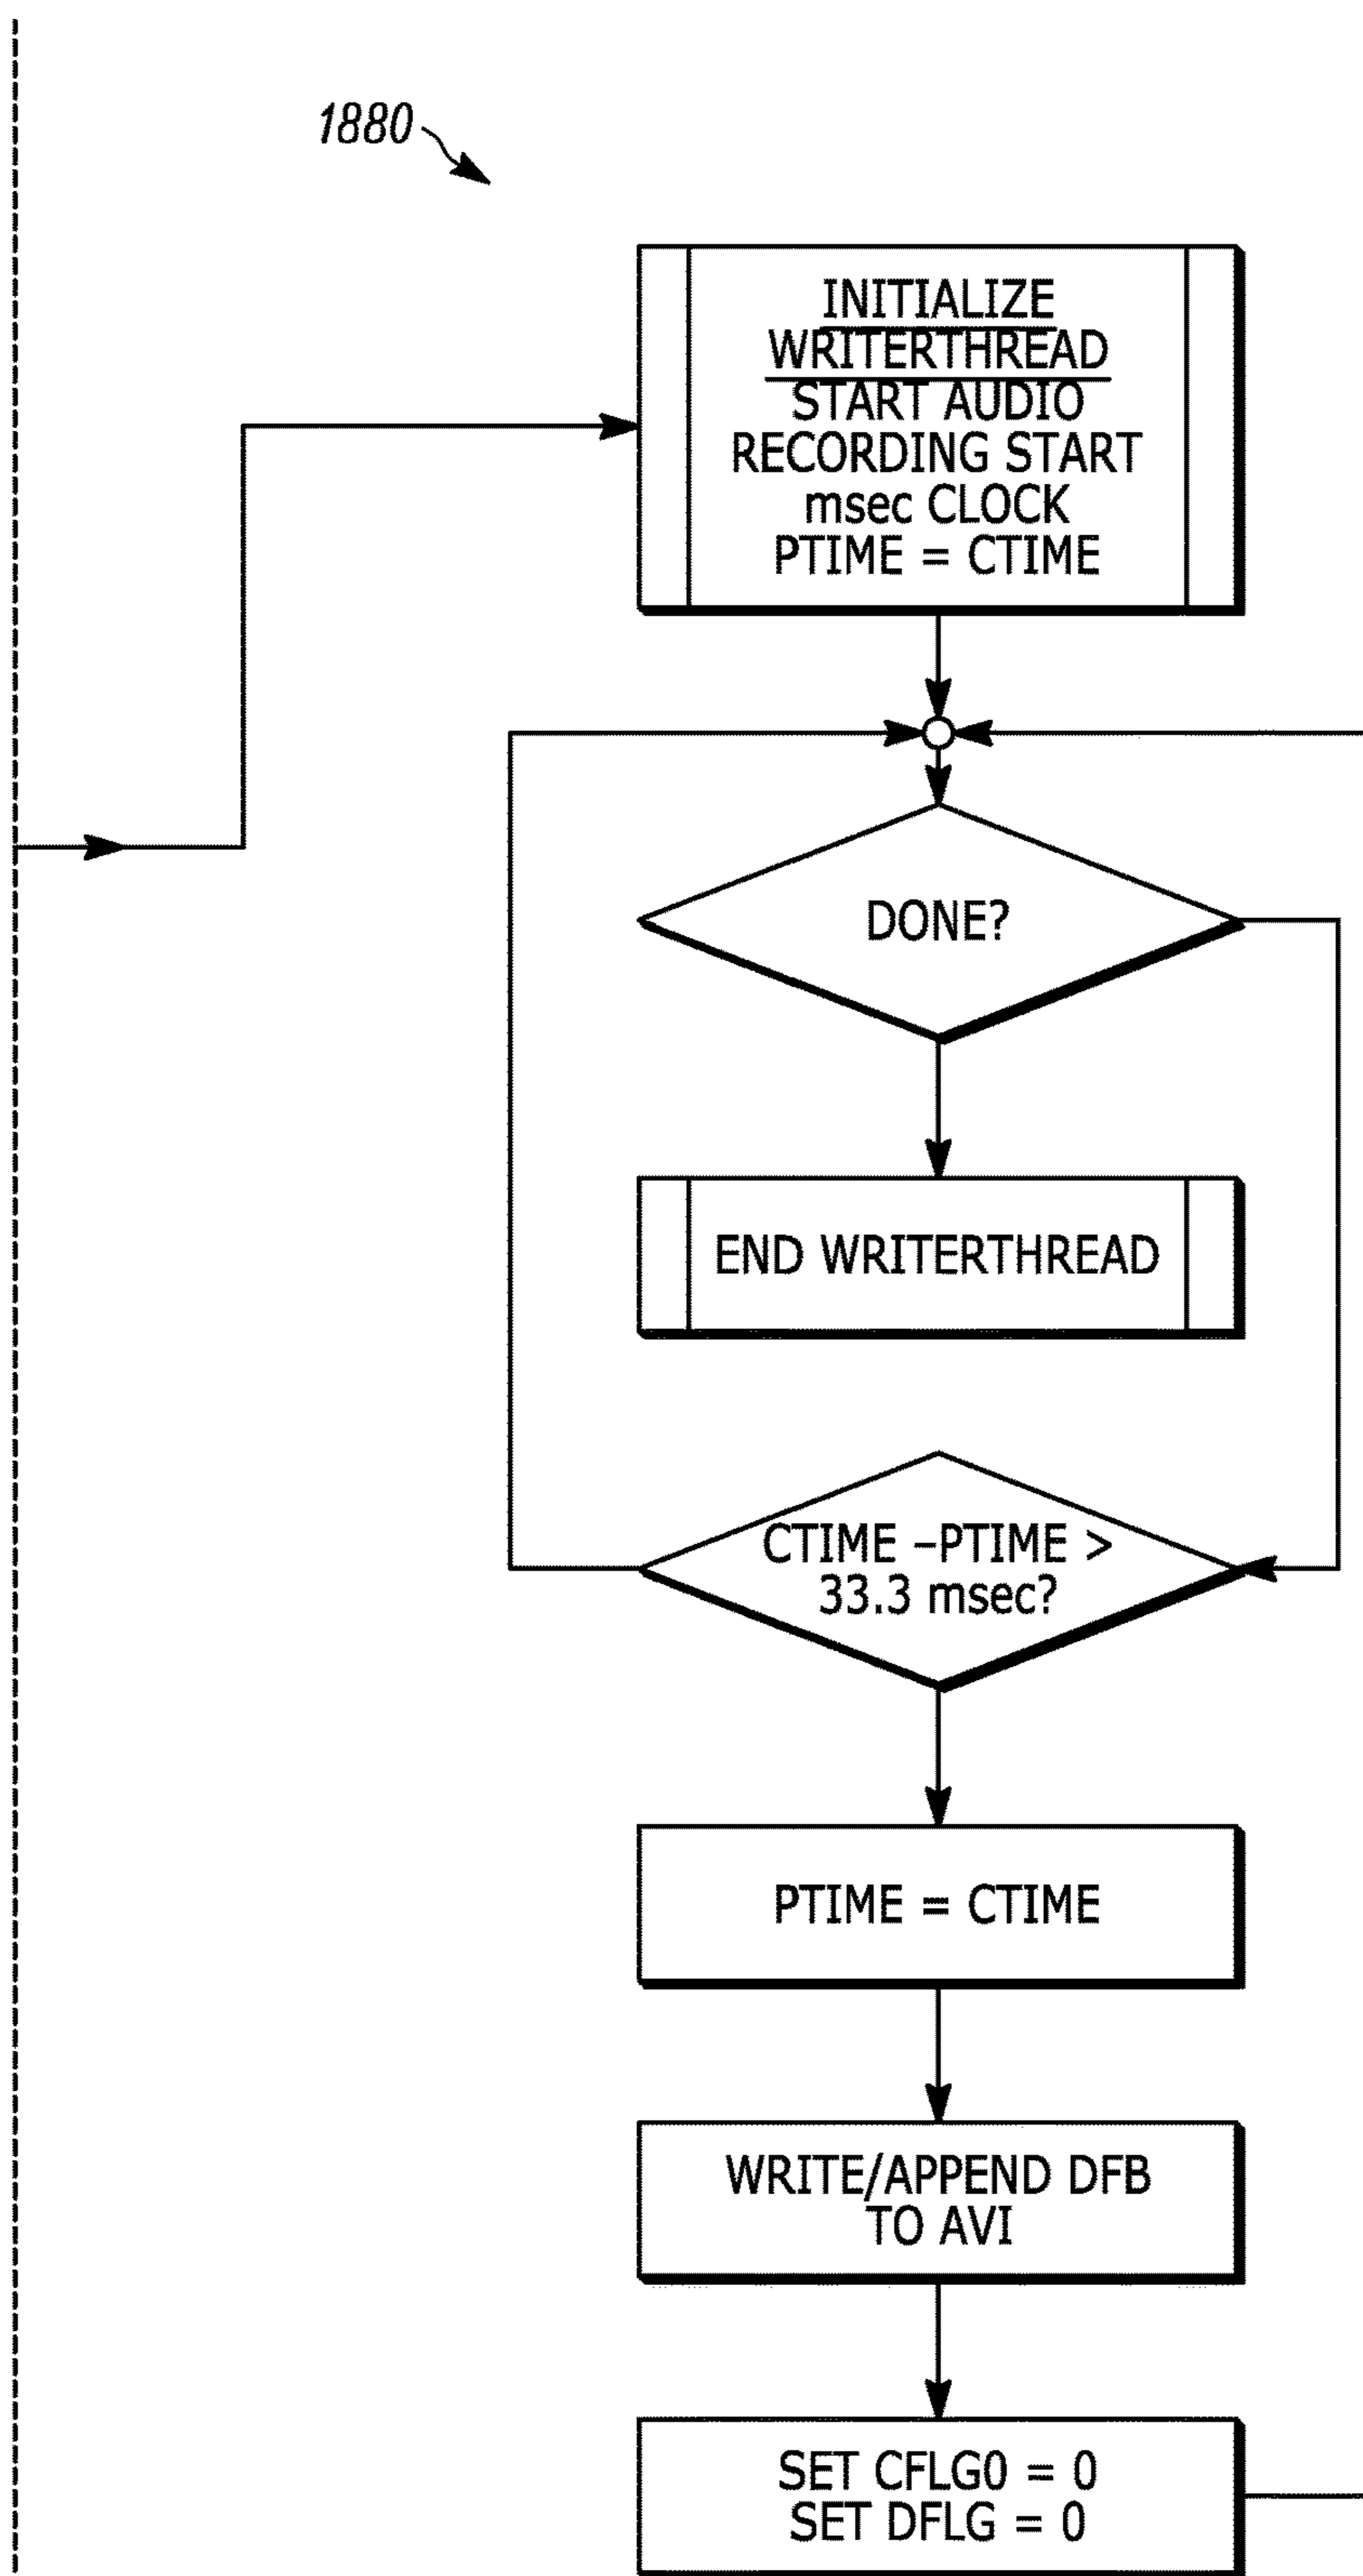 1880
INITIALIZE
WRITERTHREAD
START AUDIO
RECORDING START
msec CLOCK
PTIME = CTIME
DONE?
END WRITERTHREAD
CTIME –PTIME >
33.3 msec?
PTIME = CTIME
WRITE/APPEND DFB
TO AVI
SET CFLG0 = 0
SET DFLG = 0